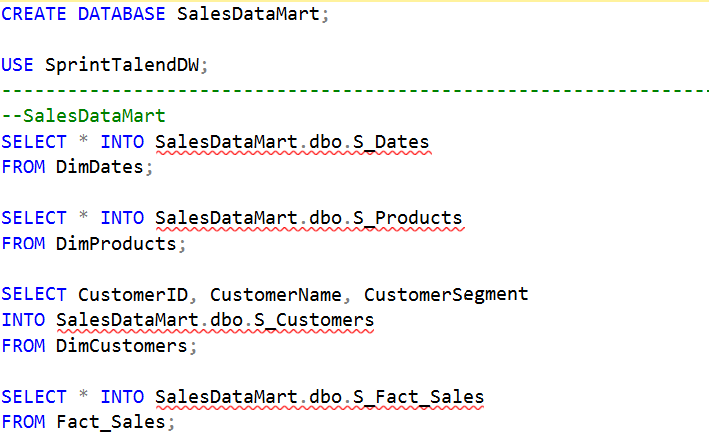 CREATE DATABASE SalesDataMart;
USE SprintTalendDW;
-----------------------------------------------------------------
--SalesDataMart
SELECT * INTO SalesDataMart.dbo.S_Dates
FROM DimDates;
SELECT * INTO SalesDataMart.dbo.S_Products
FROM DimProducts;
SELECT CustomerID, CustomerName, CustomerSegment
INTO SalesDataMart.dbo.S_Customers
FROM DimCustomers;
SELECT * INTO SalesDataMart.dbo.S_Fact_Sales
FROM Fact_Sales;